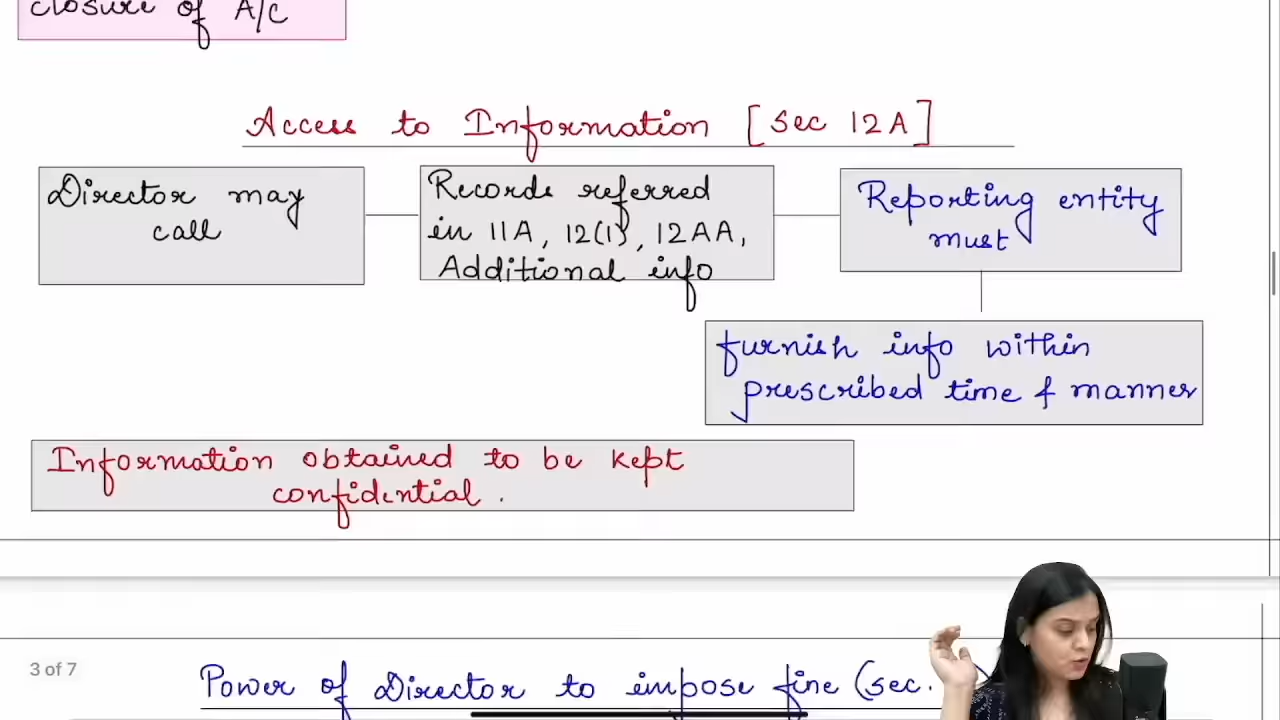 closure of A/C
Access to Information [Sec 12A]
Director may
call
Records referred
in 11A, 12(1), 12AA,
Additional info
Reporting entity
must
furnish info within
prescribed time & manner
Information obtained to be kept
confidential.
3 of 7
Power of Director to impose fine (sec.